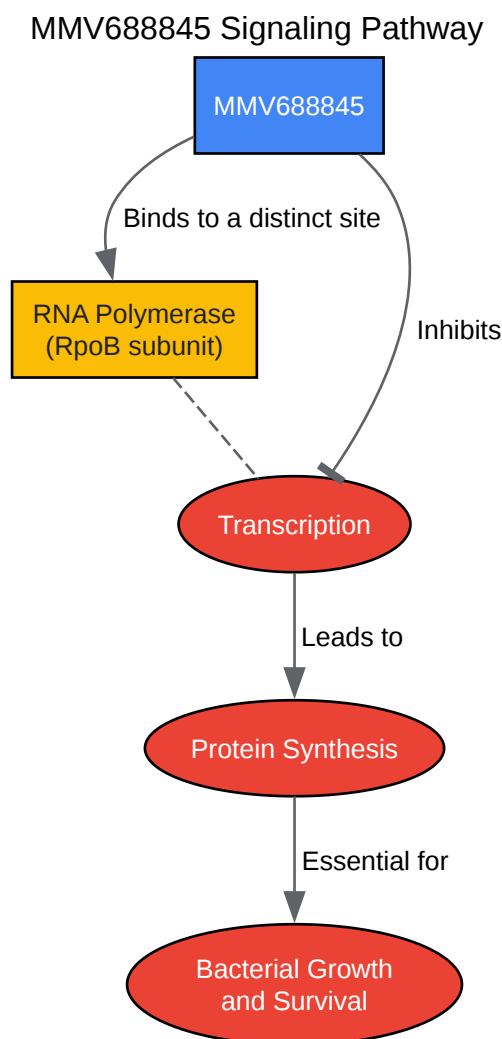 MMV688845 Signaling Pathway
MMV688845
Binds to a distinct site
RNA Polymerase
(RpoB subunit)
Inhibits
Transcription
Leads to
Protein Synthesis
Essential for
Bacterial Growth
and Survival